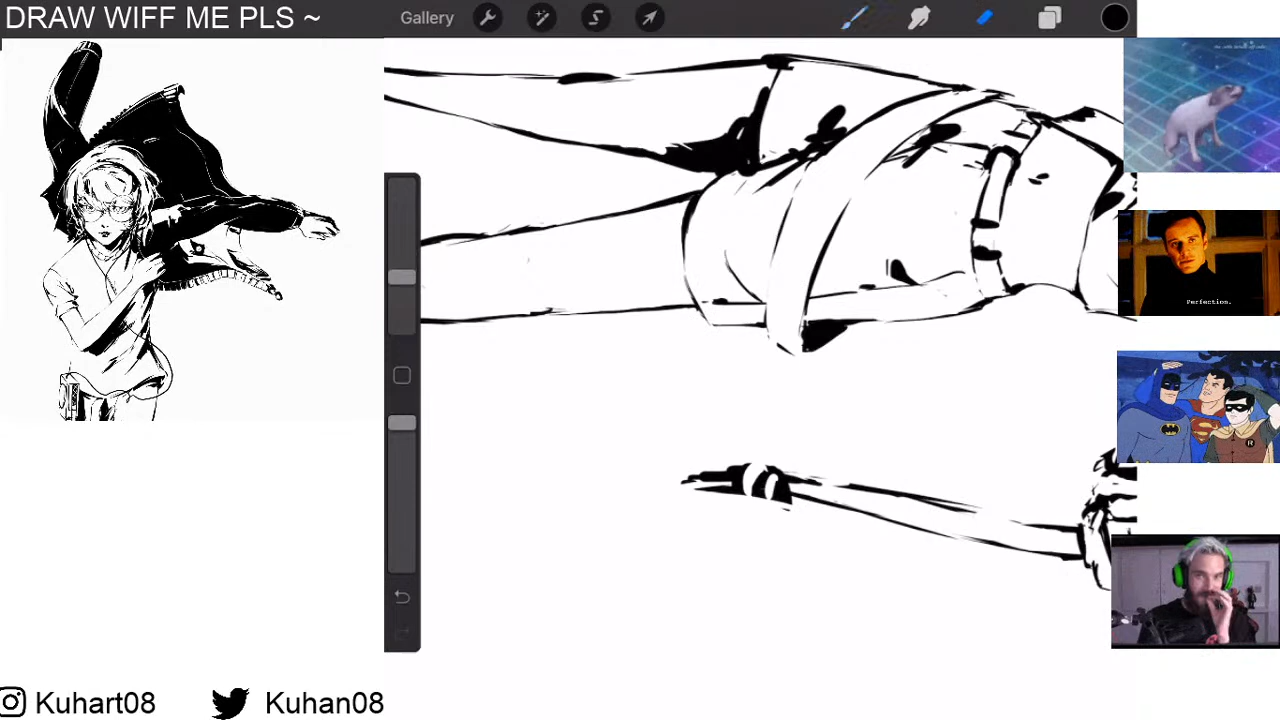 DRAW WIFF ME PLS ~
Gallery
Perfection.
Kuhart08
Kuhan08